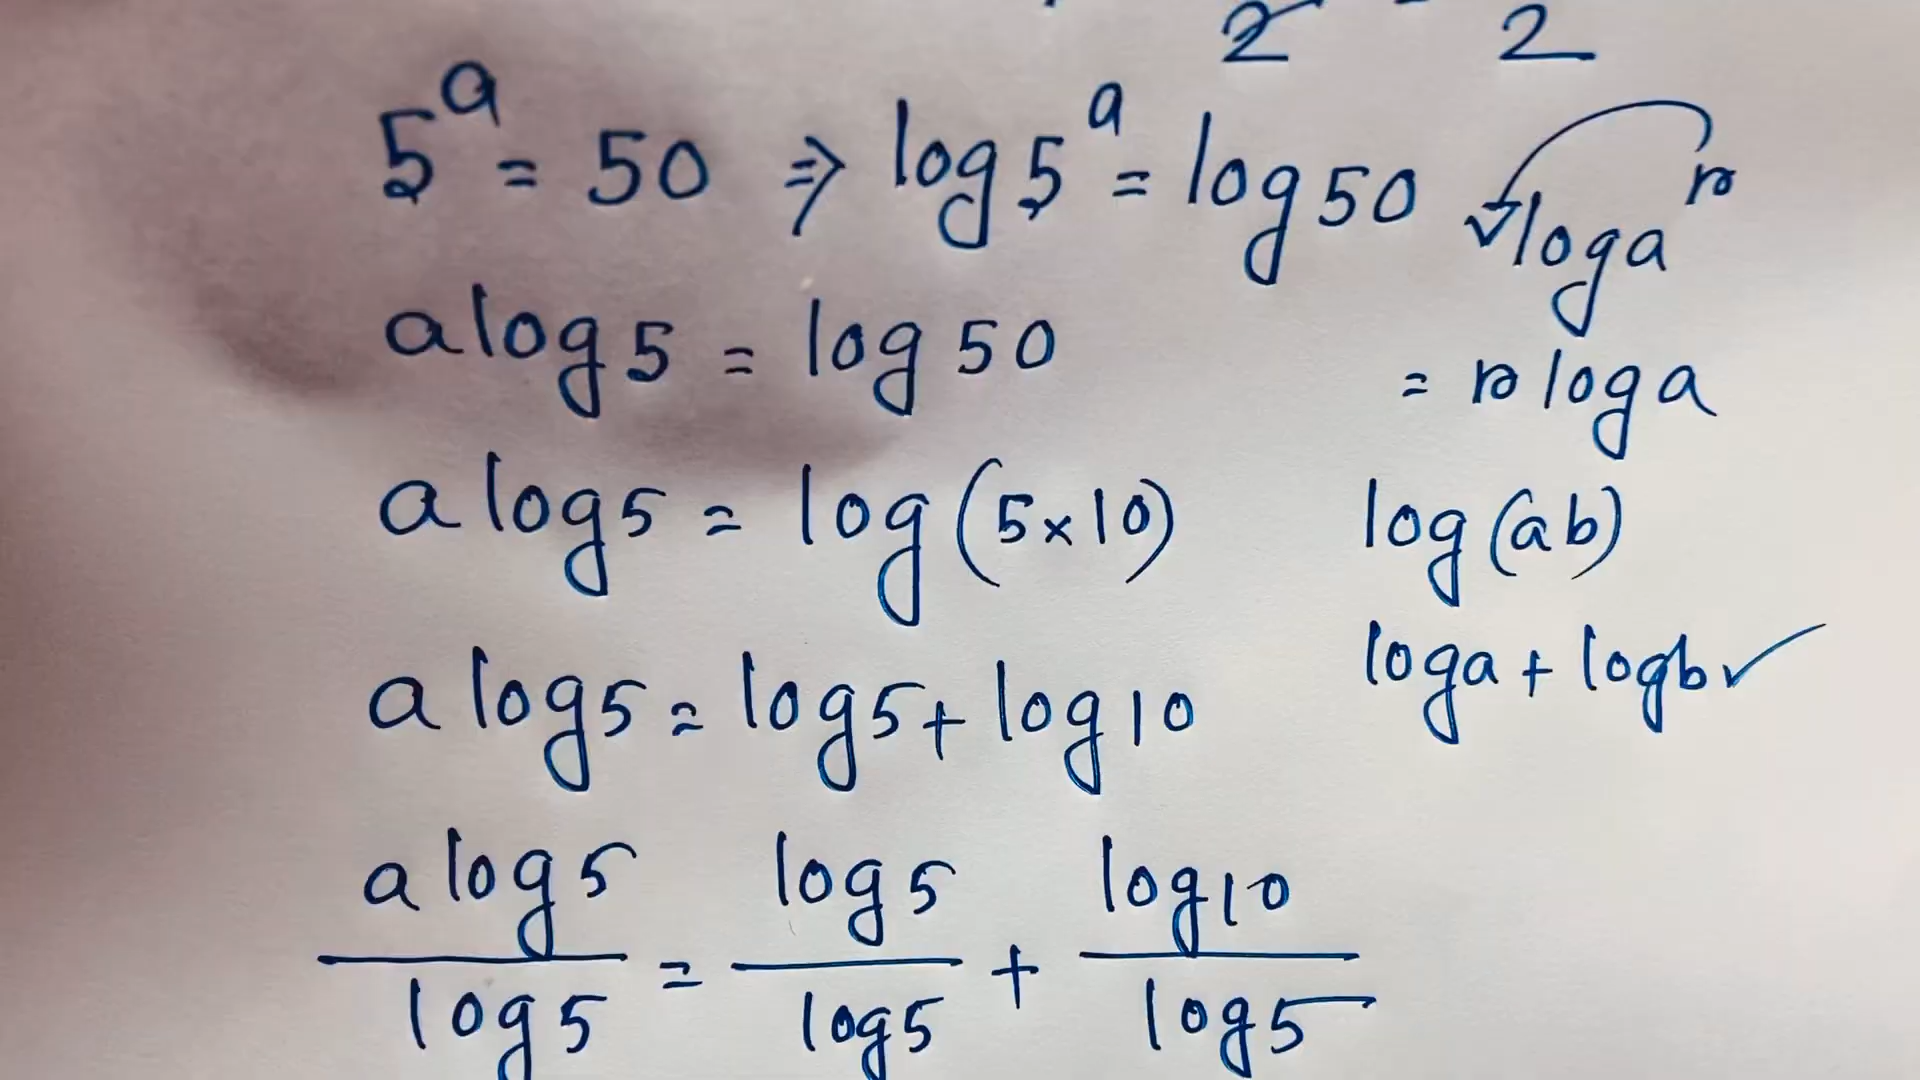 2 2
5^a = 50 ⇒ log 5^a = log 50
log a^n
a log 5 = log 50
= n log a
a log 5 = log (5×10)
log (ab)
a log 5 = log 5 + log 10
log a + log b ✓
a log 5 / log 5 = log 5 / log 5 + log 10 / log 5